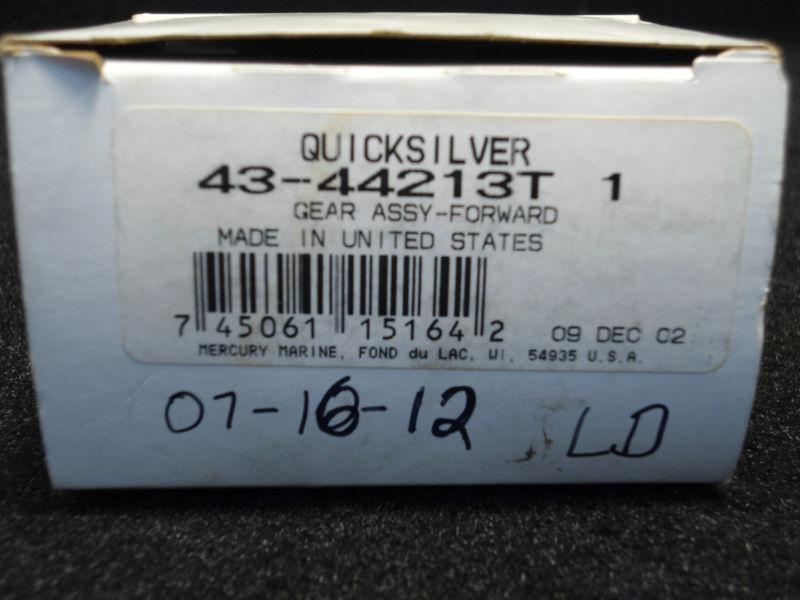 QUICKSILVER
43-44213T 1
GEAR ASSY-FORWARD
MADE IN UNITED STATES
7 45061 15164 2 09 DEC 02
MERCURY MARINE, FOND du LAC, WI. 54935 U.S.A.
07-16-12 LD